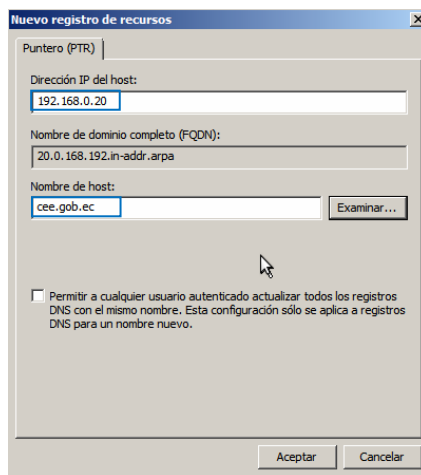 Nuevo registro de recursos
Puntero (PTR)
Dirección IP del host:
192.168.0.20
Nombre de dominio completo (FQDN):
20.0.168.192.in-addr.arpa
Nombre de host:
cee.gob.ec
Examinar...
Permitir a cualquier usuario autenticado actualizar todos los registros
DNS con el mismo nombre. Esta configuración sólo se aplica a registros
DNS para un nombre nuevo.
Aceptar
Cancelar